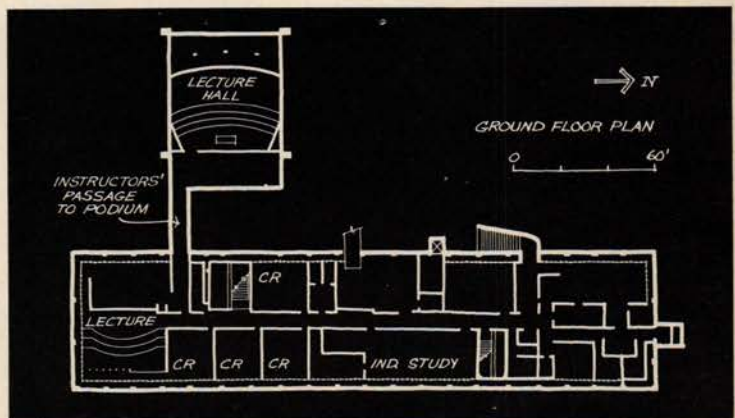 LECTURE
HALL
N
GROUND FLOOR PLAN
0 60'
INSTRUCTORS'
PASSAGE
TO PODIUM
CR
LECTURE
CR CR CR IND. STUDY